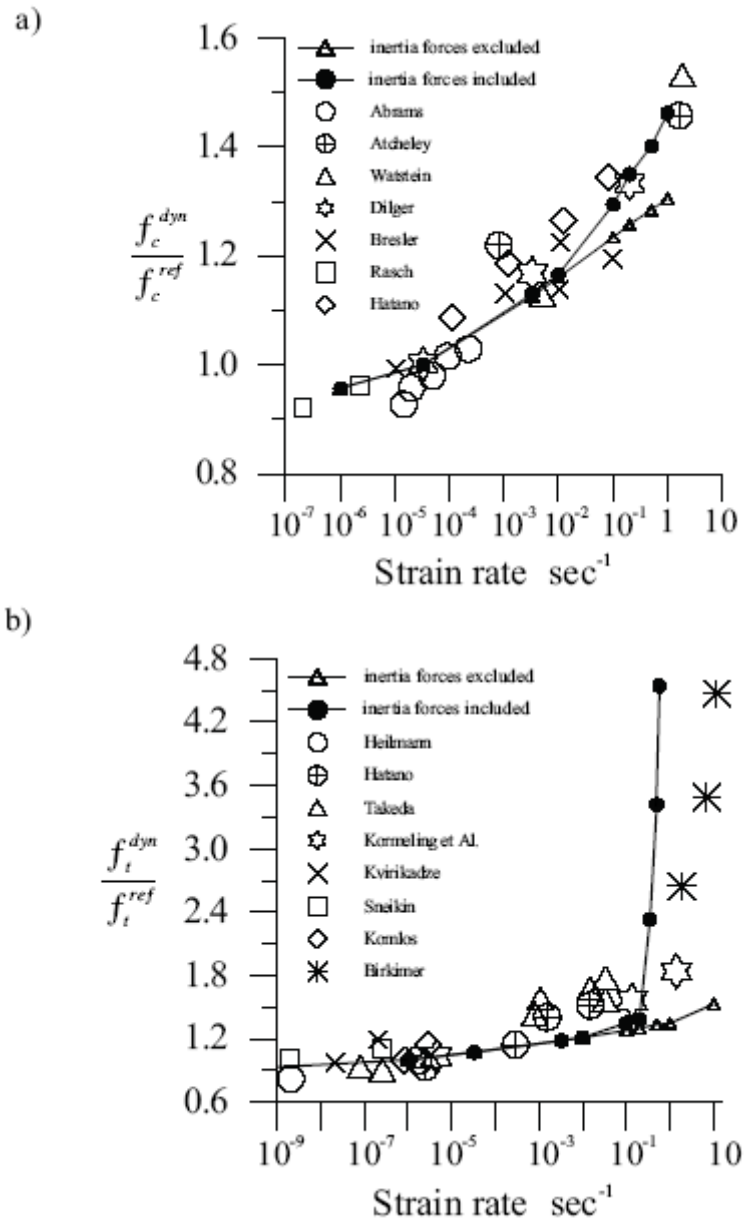 a)
1.6
1.4
1.2
1.0
0.8
f_c^{dyn}
f_c^{ref}
inertia forces excluded
inertia forces included
Abrams
Atcheley
Watstein
Dilger
Bresler
Rasch
Hatano
10^-7 10^-6 10^-5 10^-4 10^-3 10^-2 10^-1 1 10
Strain rate sec^-1
b)
4.8
4.2
3.6
3.0
2.4
1.8
1.2
0.6
f_t^{dyn}
f_t^{ref}
inertia forces excluded
inertia forces included
Heilmann
Hatano
Takeda
Kormeling et Al.
Kvirikadze
Sneikin
Komlos
Birkimer
10^-9 10^-7 10^-5 10^-3 10^-1 10
Strain rate sec^-1